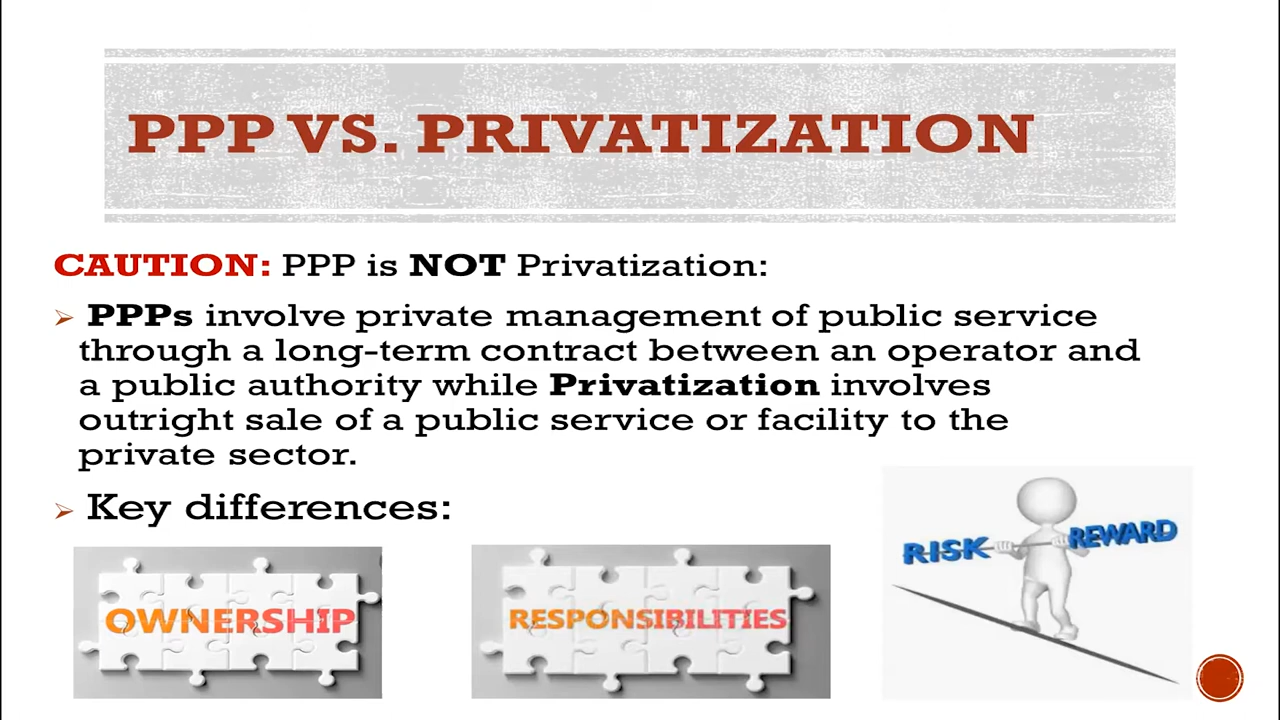 PPP VS. PRIVATIZATION
CAUTION: PPP is NOT Privatization:
➢ PPPs involve private management of public service
through a long-term contract between an operator and
a public authority while Privatization involves
outright sale of a public service or facility to the
private sector.
➢ Key differences:
OWNERSHIP
RESPONSIBILITIES
RISK REWARD